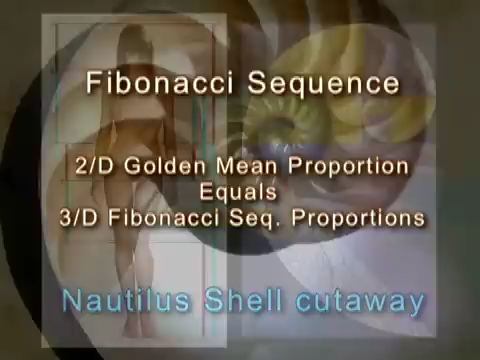 Fibonacci Sequence
2/D Golden Mean Proportion
Equals
3/D Fibonacci Seq. Proportions
Nautilus Shell cutaway